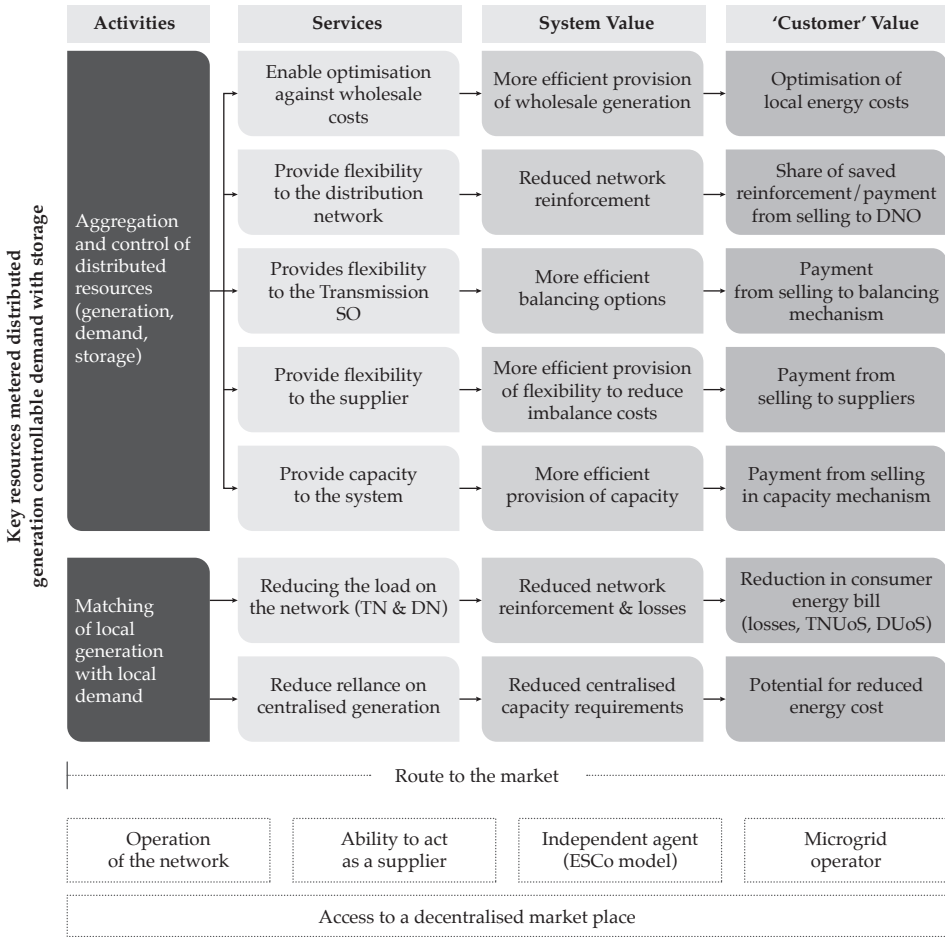 Activities
Services
System Value
‘Customer’ Value
Key resources metered distributed
generation controllable demand with storage
Aggregation
and control of
distributed
resources
(generation,
demand,
storage)
Enable optimisation
against wholesale
costs
More efficient provision
of wholesale generation
Optimisation of
local energy costs
Provide flexibility
to the distribution
network
Reduced network
reinforcement
Share of saved
reinforcement/payment
from selling to DNO
Provides flexibility
to the Transmission
SO
More efficient
balancing options
Payment
from selling to balancing
mechanism
Provide flexibility
to the supplier
More efficient provision
of flexibility to reduce
imbalance costs
Payment from
selling to suppliers
Provide capacity
to the system
More efficient
provision of capacity
Payment from selling
in capacity mechanism
Matching
of local
generation
with local
demand
Reducing the load on
the network (TN & DN)
Reduced network
reinforcement & losses
Reduction in consumer
energy bill
(losses, TNUoS, DUoS)
Reduce rellance on
centralised generation
Reduced centralised
capacity requirements
Potential for reduced
energy cost
Route to the market
Operation
of the network
Ability to act
as a supplier
Independent agent
(ESCo model)
Microgrid
operator
Access to a decentralised market place